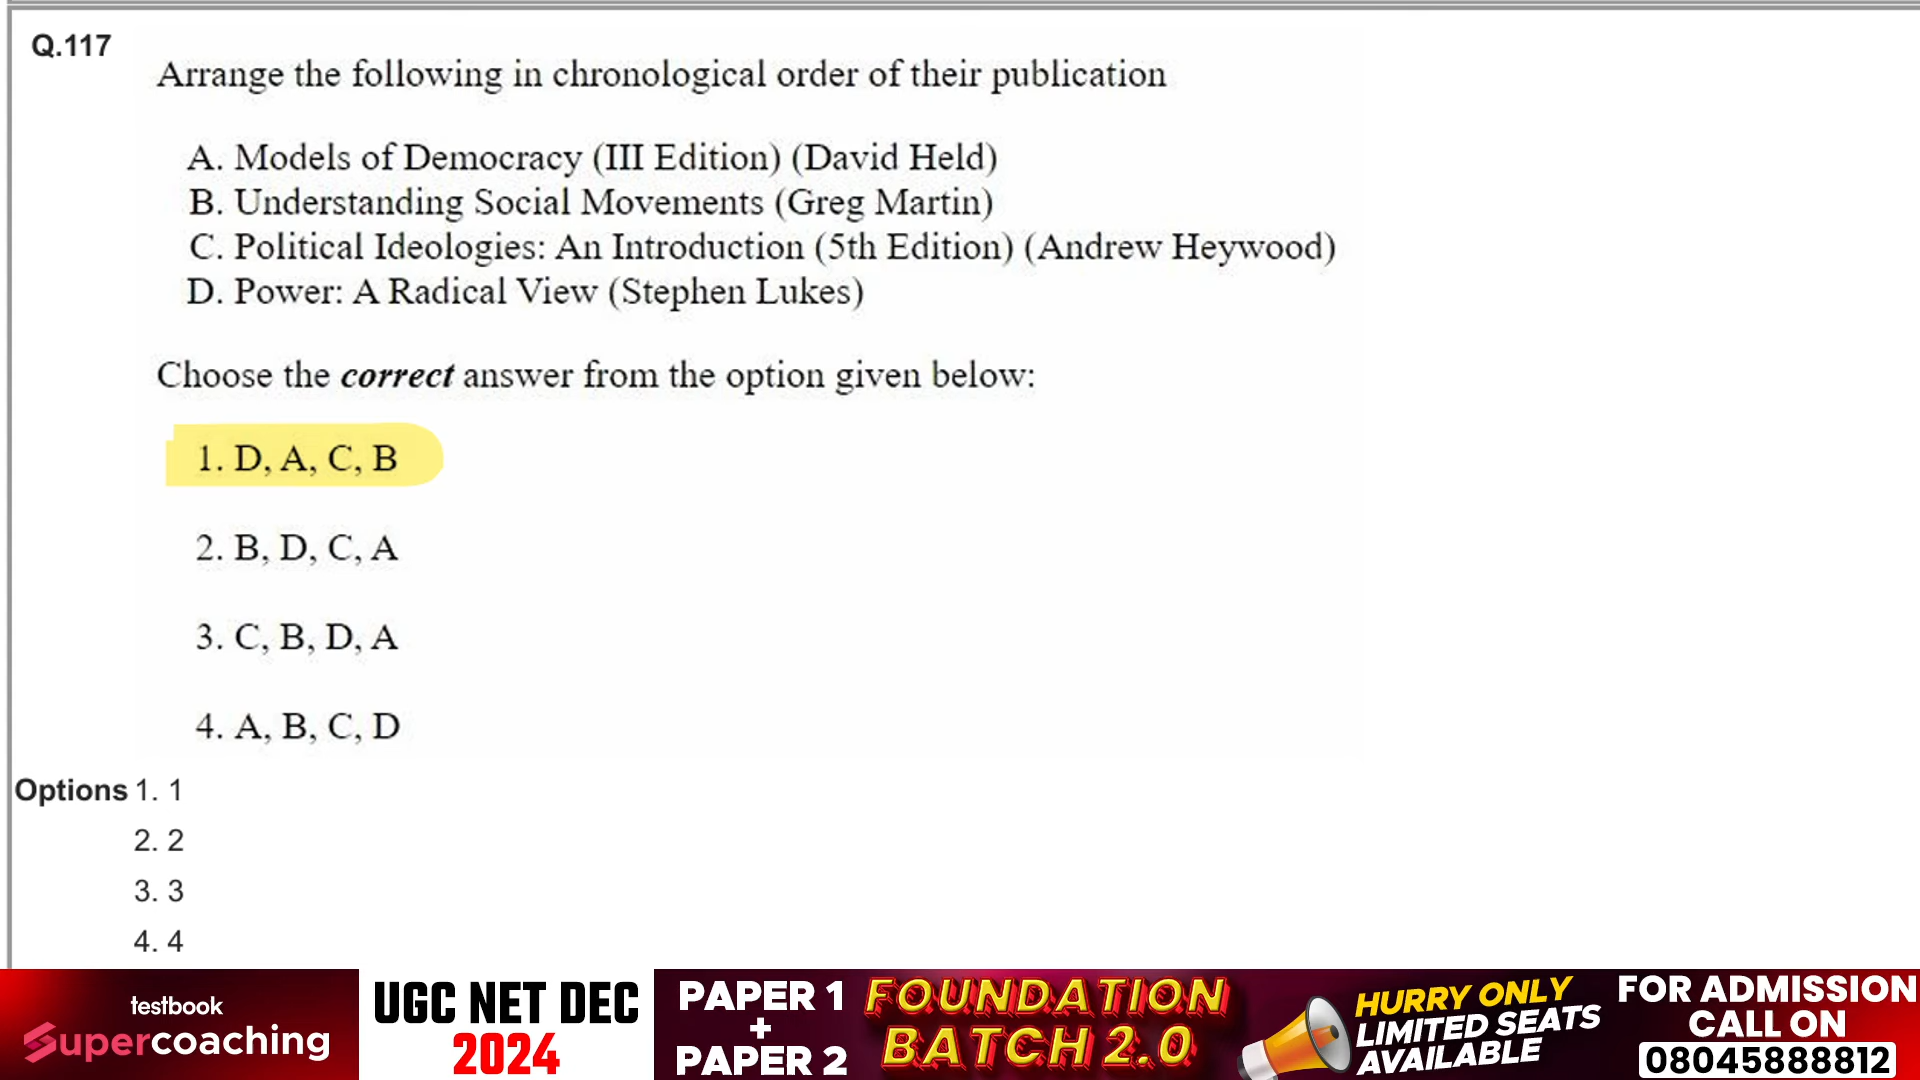 Q.117
Arrange the following in chronological order of their publication
A. Models of Democracy (III Edition) (David Held)
B. Understanding Social Movements (Greg Martin)
C. Political Ideologies: An Introduction (5th Edition) (Andrew Heywood)
D. Power: A Radical View (Stephen Lukes)
Choose the correct answer from the option given below:
1. D, A, C, B
2. B, D, C, A
3. C, B, D, A
4. A, B, C, D
Options 1. 1
2. 2
3. 3
4. 4
testbook
Supercoaching
UGC NET DEC
2024
PAPER 1
+
PAPER 2
FOUNDATION
BATCH 2.0
HURRY ONLY
LIMITED SEATS
AVAILABLE
FOR ADMISSION
CALL ON
08045888812